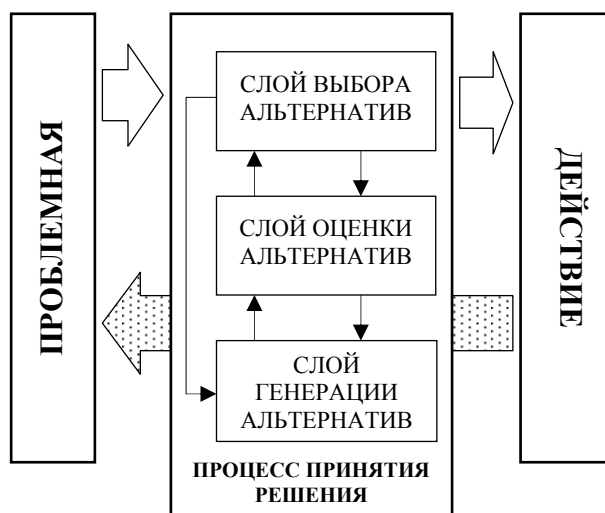 ПРОБЛЕМНАЯ
СЛОЙ ВЫБОРА
АЛЬТЕРНАТИВ
СЛОЙ ОЦЕНКИ
АЛЬТЕРНАТИВ
СЛОЙ
ГЕНЕРАЦИИ
АЛЬТЕРНАТИВ
ПРОЦЕСС ПРИНЯТИЯ
РЕШЕНИЯ
ДЕЙСТВИЕ